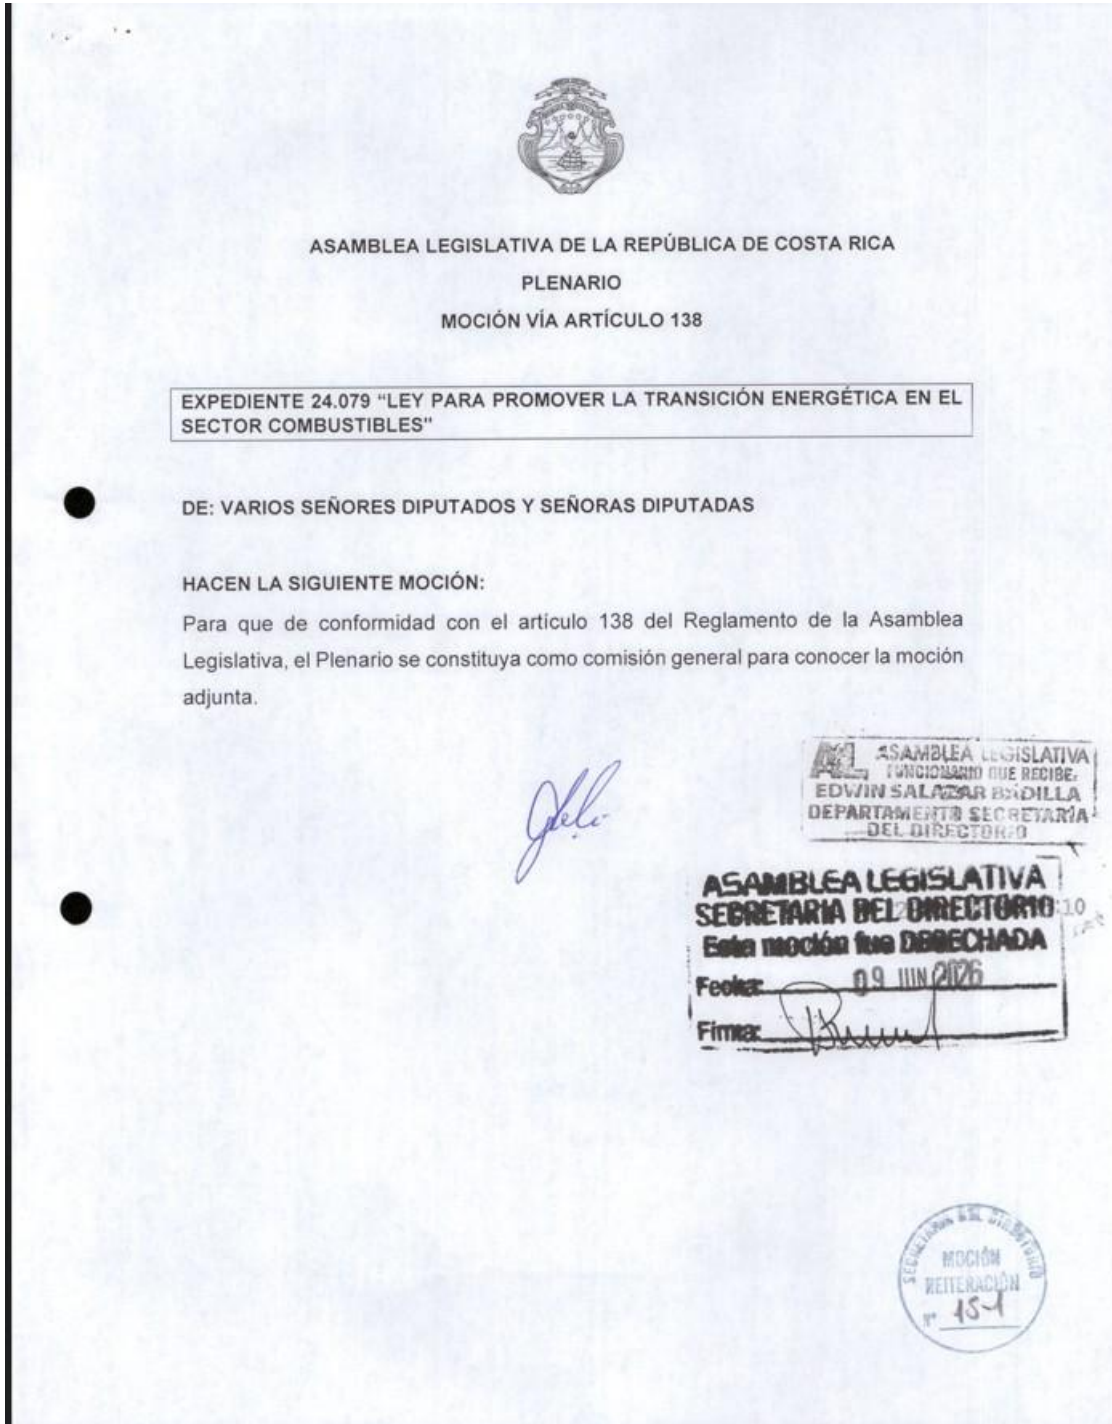 ASAMBLEA LEGISLATIVA DE LA REPÚBLICA DE COSTA RICA
PLENARIO
MOCIÓN VÍA ARTÍCULO 138
EXPEDIENTE 24.079 “LEY PARA PROMOVER LA TRANSICIÓN ENERGÉTICA EN EL
SECTOR COMBUSTIBLES”
DE: VARIOS SEÑORES DIPUTADOS Y SEÑORAS DIPUTADAS
HACEN LA SIGUIENTE MOCIÓN:
Para que de conformidad con el artículo 138 del Reglamento de la Asamblea
Legislativa, el Plenario se constituya como comisión general para conocer la moción
adjunta.
ASAMBLEA LEGISLATIVA
FUNCIONARIO QUE RECIBE:
EDWIN SALAZAR BADILLA
DEPARTAMENTO SECRETARÍA
DEL DIRECTORIO
ASAMBLEA LEGISLATIVA
SECRETARIA DEL DIRECTORIO
Esta moción fue DESECHADA
Fecha: 09 JUN 2026
Firma:
SECRETARIA DEL DIRECTORIO
MOCIÓN
REITERACIÓN
N° 15-1